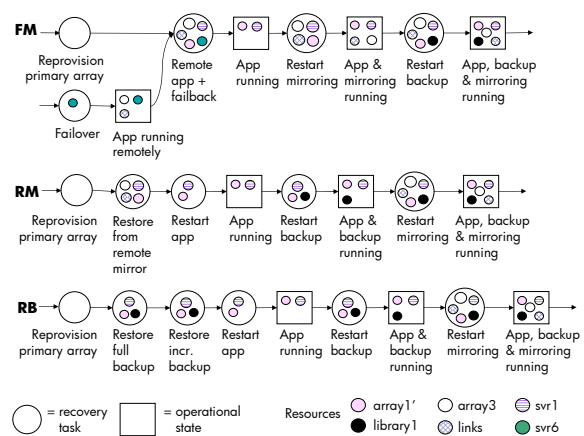 FM
Reprovision
primary array
Remote
app +
failback
App
running
Restart
mirroring
App &
mirroring
running
Restart
backup
App, backup
& mirroring
running
Failover
App running
remotely
RM
Reprovision
primary array
Restore
from
remote
mirror
Restart
app
App
running
Restart
backup
App &
backup
running
Restart
mirroring
App, backup
& mirroring
running
RB
Reprovision
primary array
Restore
full
backup
Restore
incr.
backup
Restart
app
App
running
Restart
backup
App &
backup
running
Restart
mirroring
App, backup
& mirroring
running
= recovery
task
= operational
state
Resources
array1’
array3
svr1
library1
links
svr6